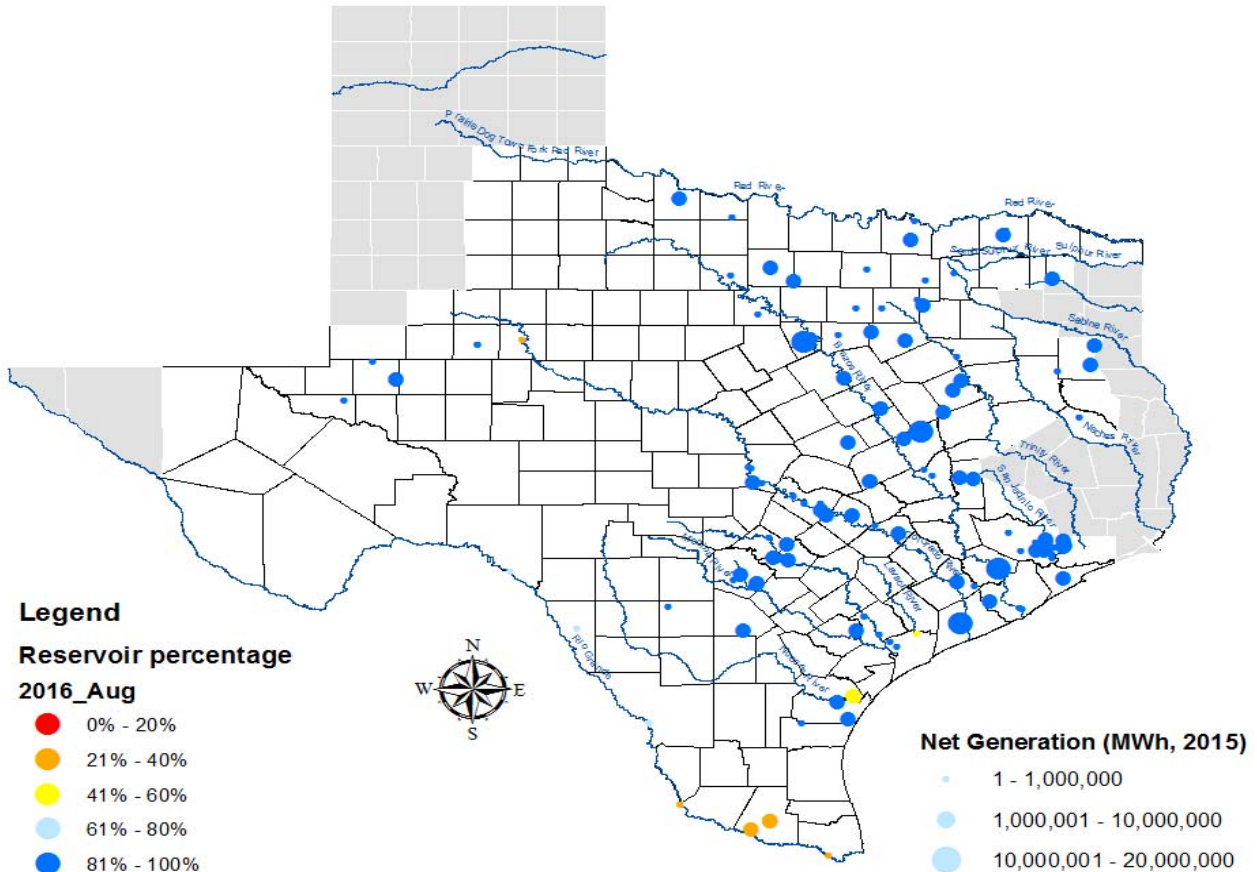 Prairie Dog Town Fork Red River
Red River
Red River
Sulphur River
Sabine River
Brazos River
Neches River
Trinity River
San Jacinto River
Colorado River
Lavaca River
Rio Grande
Nueces River
Legend
Reservoir percentage
2016_Aug
0% - 20%
21% - 40%
41% - 60%
61% - 80%
81% - 100%
N
W
E
S
Net Generation (MWh, 2015)
1 - 1,000,000
1,000,001 - 10,000,000
10,000,001 - 20,000,000